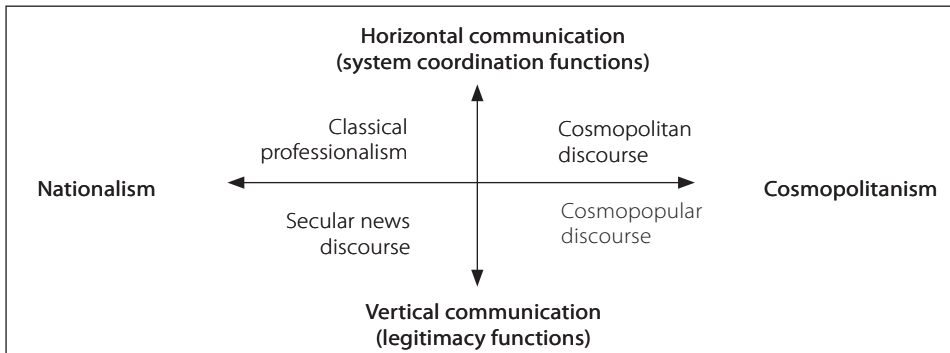 Horizontal communication
(system coordination functions)
Classical
professionalism
Cosmopolitan
discourse
Nationalism
Cosmopolitanism
Secular news
discourse
Cosmopopular
discourse
Vertical communication
(legitimacy functions)